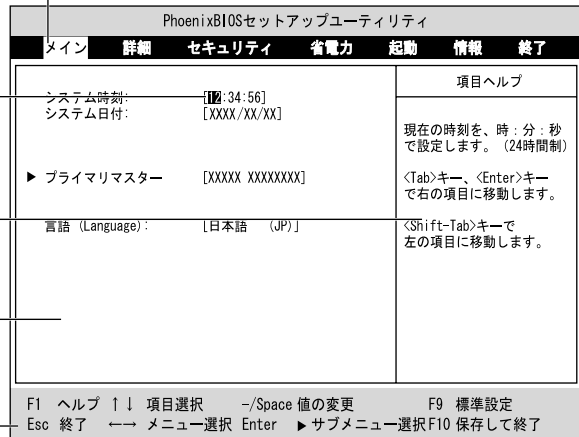 PhoenixBIOSセットアップユーティリティ
メイン 詳細 セキュリティ 省電力 起動 情報 終了
システム時刻: [12:34:56]
システム日付: [XXXX/XX/XX]
▶ プライマリマスター [XXXXX XXXXXXXX]
言語 (Language): [日本語 (JP)]
項目ヘルプ
現在の時刻を、時：分：秒
で設定します。 (24時間制)
<Tab>キー、<Enter>キー
で右の項目に移動します。
<Shift-Tab>キーで
左の項目に移動します。
F1 ヘルプ ↑↓ 項目選択 -/Space 値の変更 F9 標準設定
Esc 終了 ←→ メニュー選択 Enter ▶サブメニュー選択 F10 保存して終了